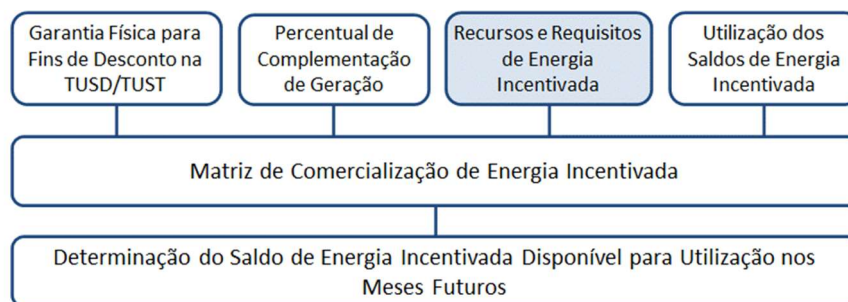 Garantia Física para
Fins de Desconto na
TUSD/TUST
Percentual de
Complementação
de Geração
Recursos e Requisitos
de Energia
Incentivada
Utilização dos
Saldos de Energia
Incentivada
Matriz de Comercialização de Energia Incentivada
Determinação do Saldo de Energia Incentivada Disponível para Utilização nos
Meses Futuros